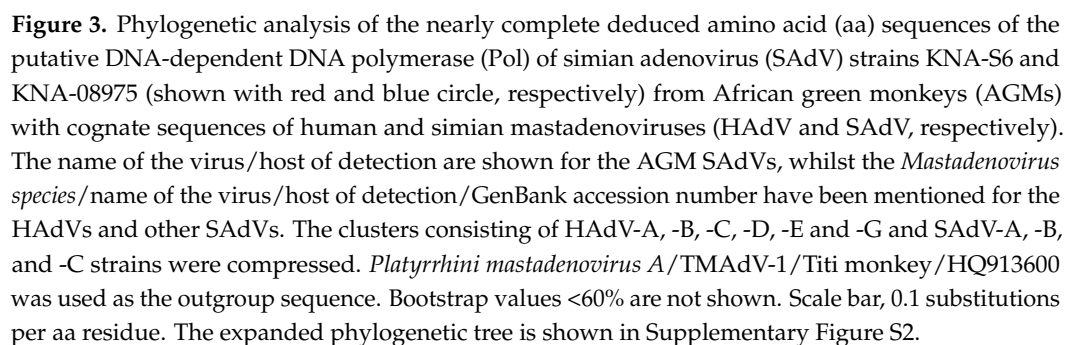 Figure 3. Phylogenetic analysis of the nearly complete deduced amino acid (aa) sequences of the
putative DNA-dependent DNA polymerase (Pol) of simian adenovirus (SAdV) strains KNA-S6 and
KNA-08975 (shown with red and blue circle, respectively) from African green monkeys (AGMs)
with cognate sequences of human and simian mastadenoviruses (HAdV and SAdV, respectively).
The name of the virus/host of detection are shown for the AGM SAdVs, whilst the Mastadenovirus
species/name of the virus/host of detection/GenBank accession number have been mentioned for the
HAdVs and other SAdVs. The clusters consisting of HAdV-A, -B, -C, -D, -E and -G and SAdV-A, -B,
and -C strains were compressed. Platyrrhini mastadenovirus A/TMAdV-1/Titi monkey/HQ913600
was used as the outgroup sequence. Bootstrap values <60% are not shown. Scale bar, 0.1 substitutions
per aa residue. The expanded phylogenetic tree is shown in Supplementary Figure S2.